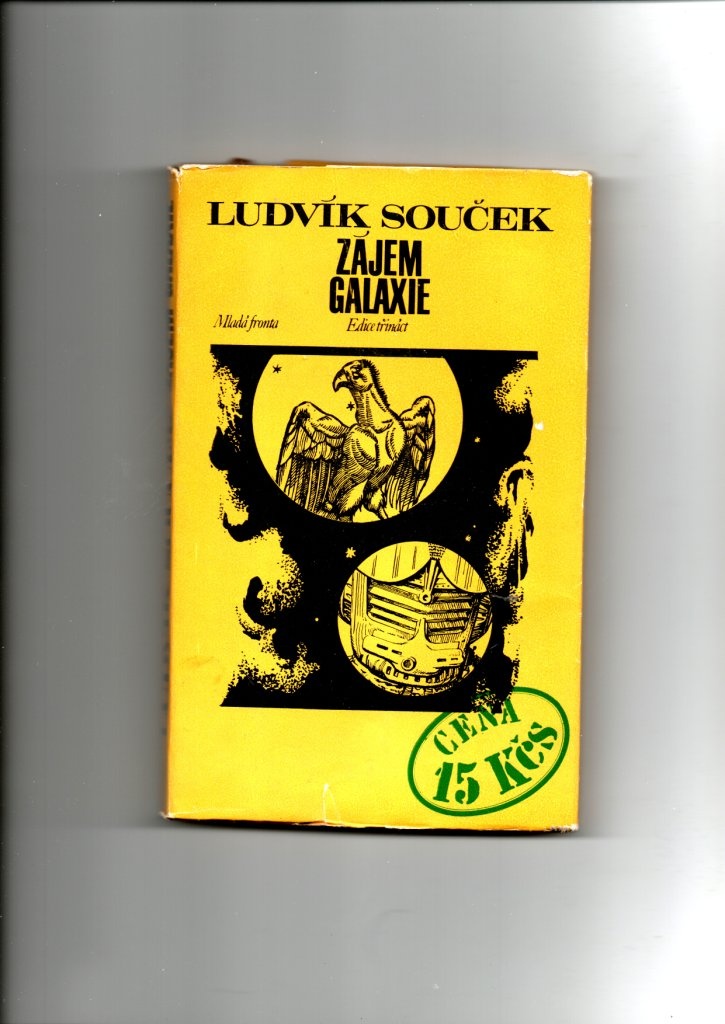 LUDVÍK SOUČEK
ZÁJEM
GALAXIE
Mladá fronta
Edice třináct
CENA
15 Kčs